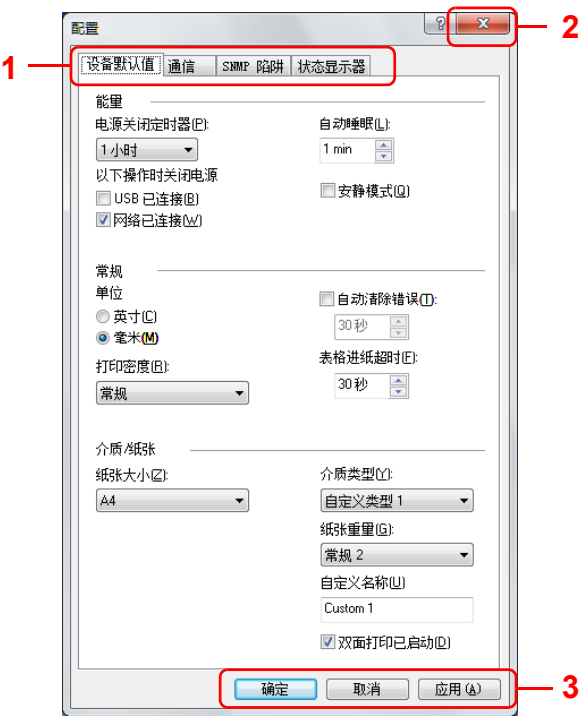 配置
?
X
2
1
设备默认值 通信 SNMP 陷阱 状态显示器
能量
电源关闭定时器(P):
1 小时
自动睡眠(L):
1 min
以下操作时关闭电源
USB 已连接(B)
安静模式(Q)
网络已连接(W)
常规
单位
英寸(C)
毫米(M)
自动清除错误(T):
30 秒
打印密度(R):
常规
表格进纸超时(F):
30 秒
介质/纸张
纸张大小(Z):
A4
介质类型(Y):
自定义类型 1
纸张重量(G):
常规 2
自定义名称(U)
Custom 1
双面打印已启动(D)
确定 取消 应用(A)
3